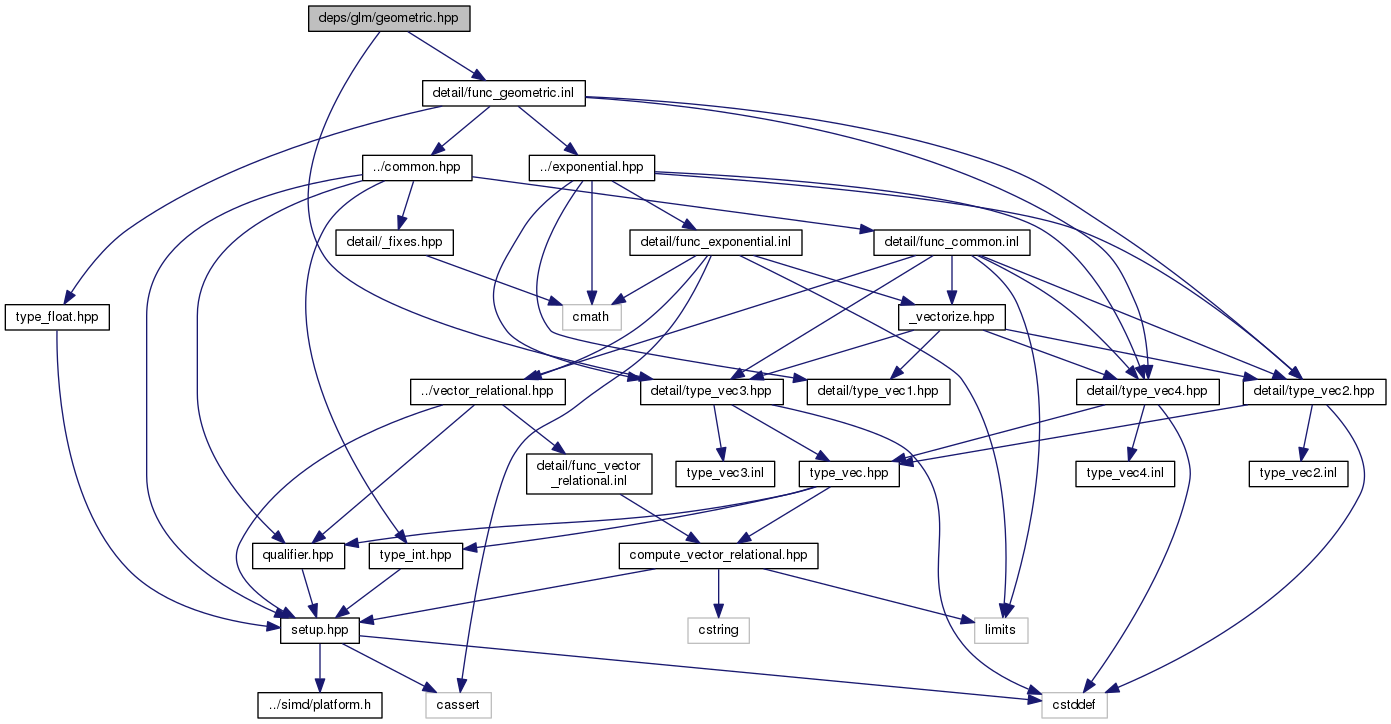 deps/glm/geometric.hpp
detail/func_geometric.inl
../common.hpp
../exponential.hpp
detail/_fixes.hpp
detail/func_exponential.inl
detail/func_common.inl
type_float.hpp
cmath
_vectorize.hpp
../vector_relational.hpp
detail/type_vec3.hpp
detail/type_vec1.hpp
detail/type_vec4.hpp
detail/type_vec2.hpp
detail/func_vector
_relational.inl
type_vec3.inl
type_vec.hpp
type_vec4.inl
type_vec2.inl
qualifier.hpp
type_int.hpp
compute_vector_relational.hpp
setup.hpp
cstring
limits
../simd/platform.h
cassert
cstddef